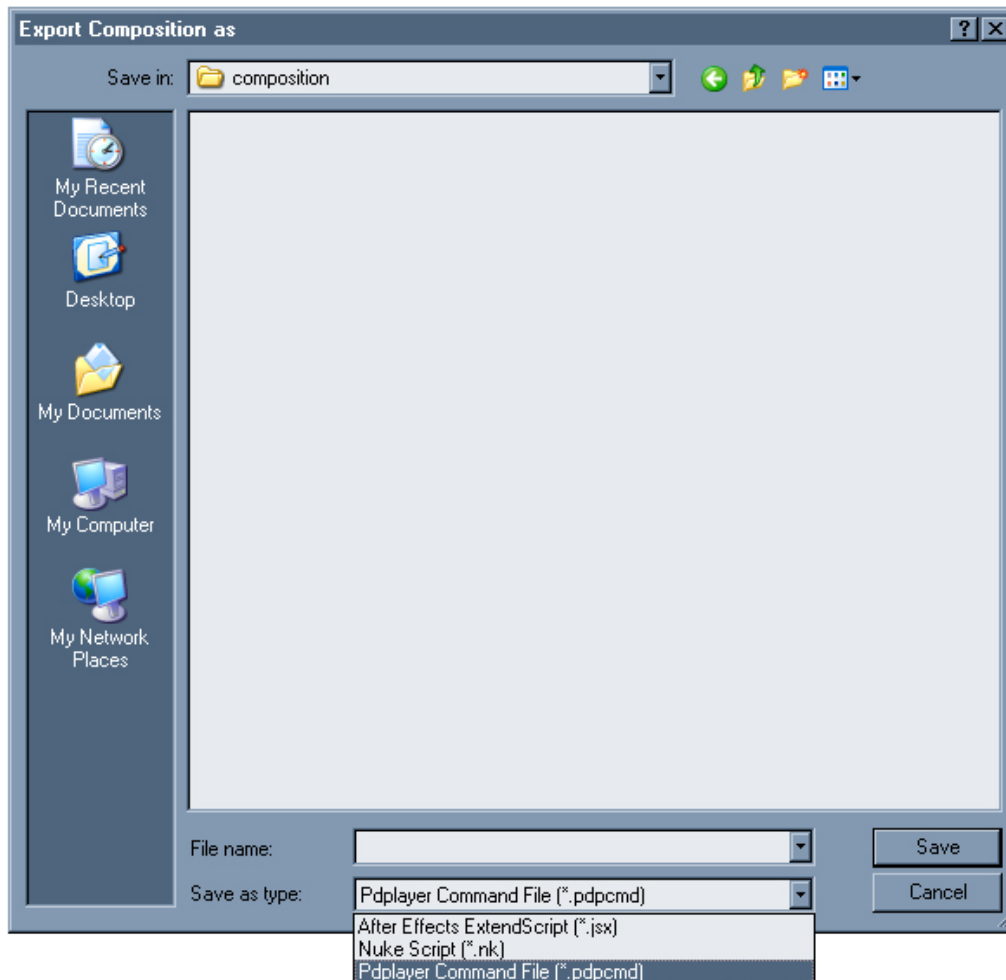 Export Composition as
Save in:
composition
My Recent
Documents
Desktop
My Documents
My Computer
My Network
Places
File name:
Save
Save as type:
Pdplayer Command File (*.pdpcmd)
Cancel
After Effects ExtendScript (*.jsx)
Nuke Script (*.nk)
Pdplayer Command File (*.pdpcmd)